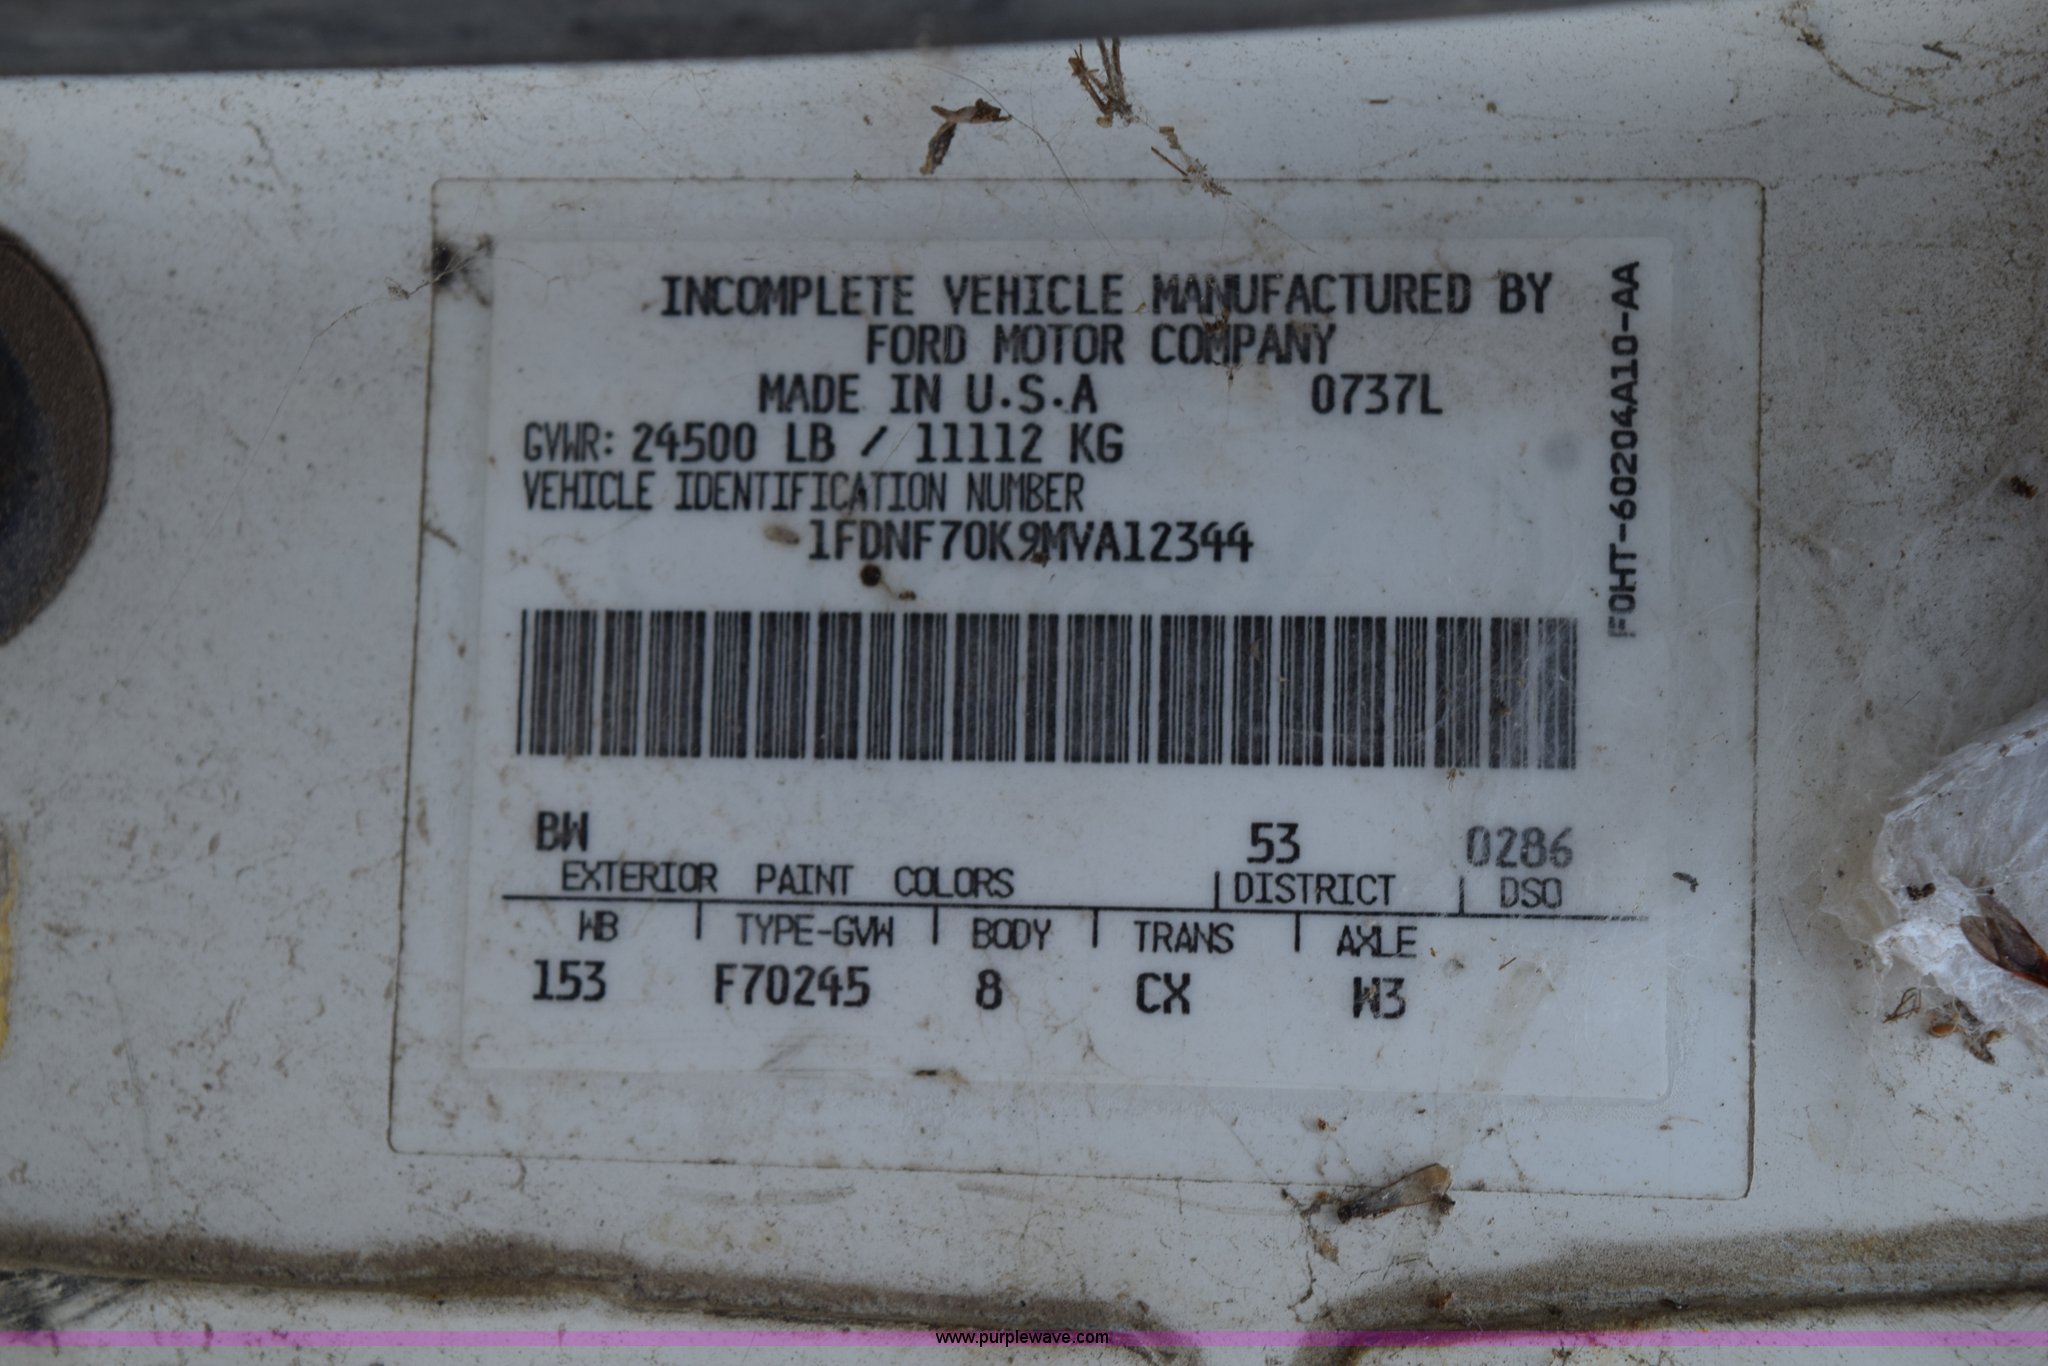 INCOMPLETE VEHICLE MANUFACTURED BY
FORD MOTOR COMPANY
MADE IN U.S.A 0737L
GVWR: 24500 LB / 11112 KG
VEHICLE IDENTIFICATION NUMBER
1FDNF70K9MVA12344
F0HT-60204A10-AA
BW 53 0286
EXTERIOR PAINT COLORS DISTRICT DSO
WB TYPE-GVW BODY TRANS AXLE
153 F70245 8 CX W3
www.purplewave.com